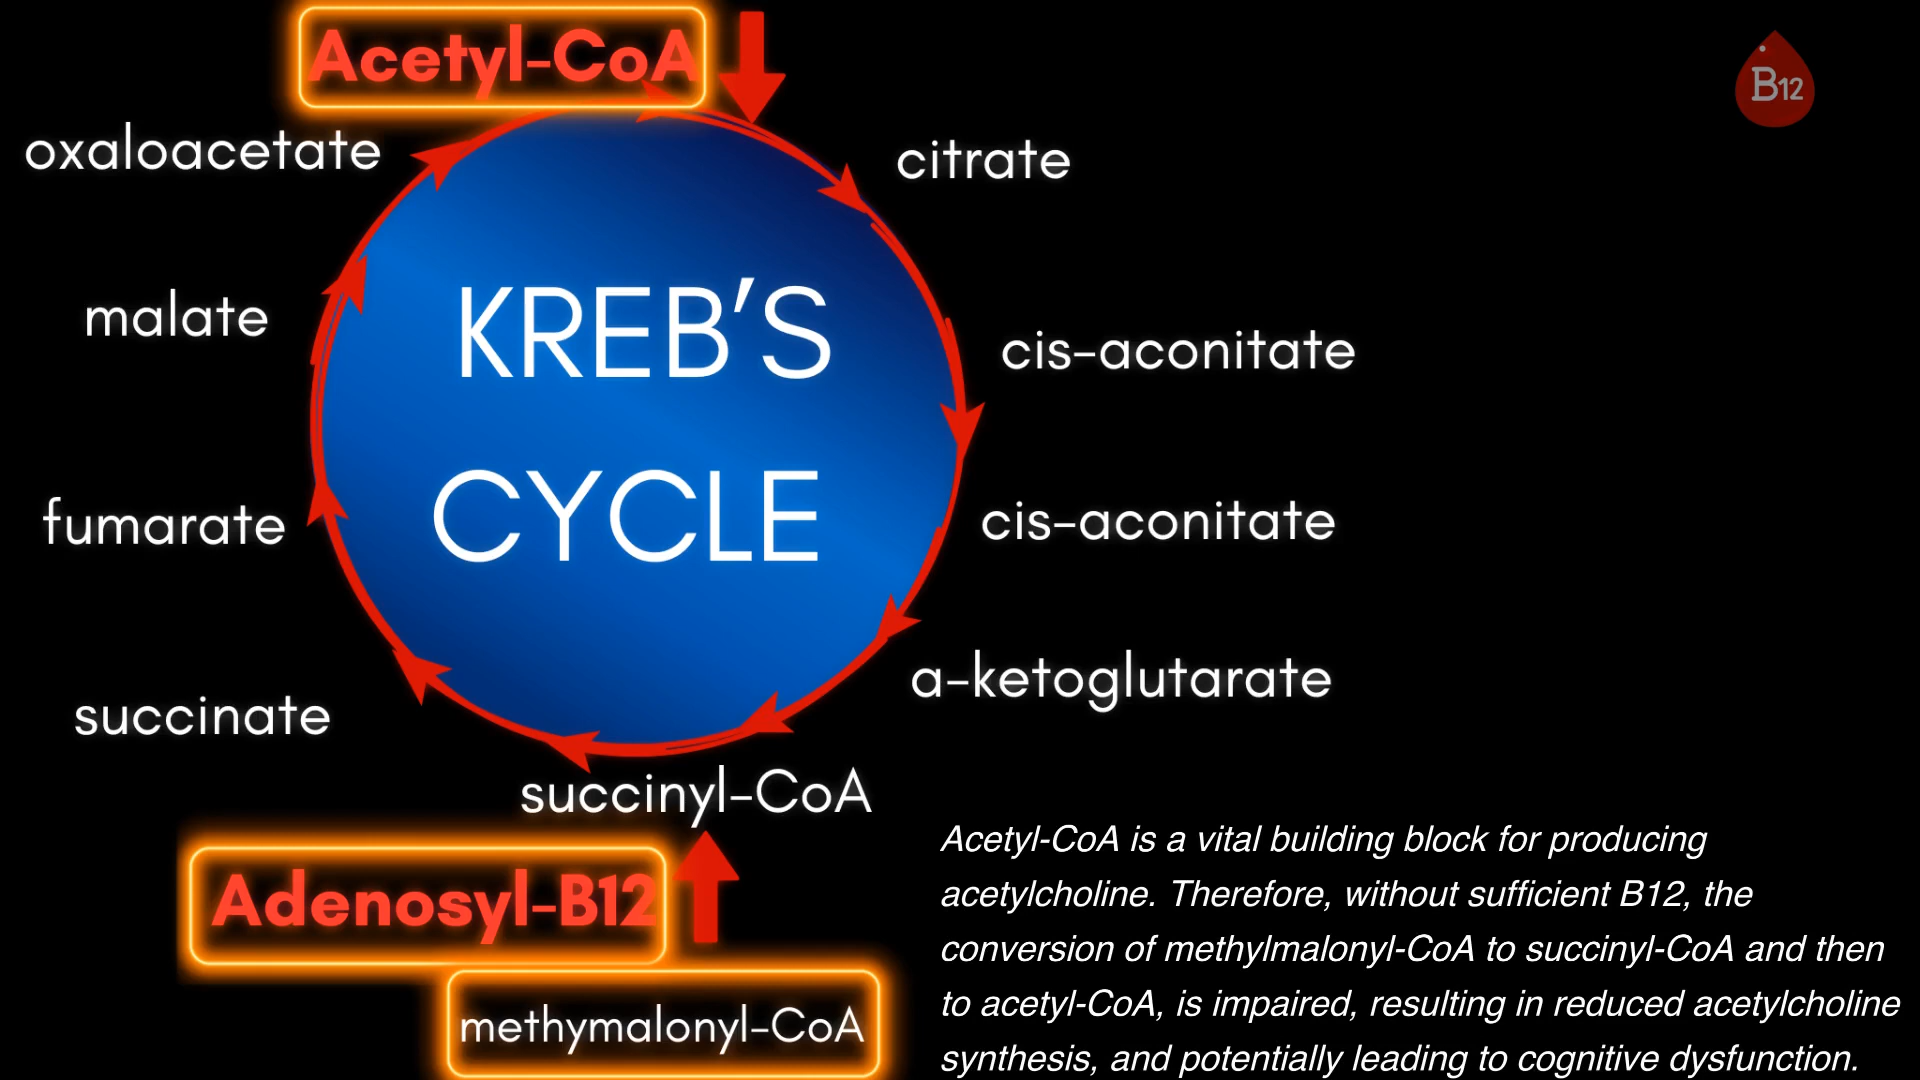 Acetyl-CoA
B12
oxaloacetate
citrate
malate
KREB'S
cis-aconitate
CYCLE
fumarate
cis-aconitate
a-ketoglutarate
succinate
succinyl-CoA
Adenosyl-B12
methymalonyl-CoA
Acetyl-CoA is a vital building block for producing
acetylcholine. Therefore, without sufficient B12, the
conversion of methylmalonyl-CoA to succinyl-CoA and then
to acetyl-CoA, is impaired, resulting in reduced acetylcholine
synthesis, and potentially leading to cognitive dysfunction.